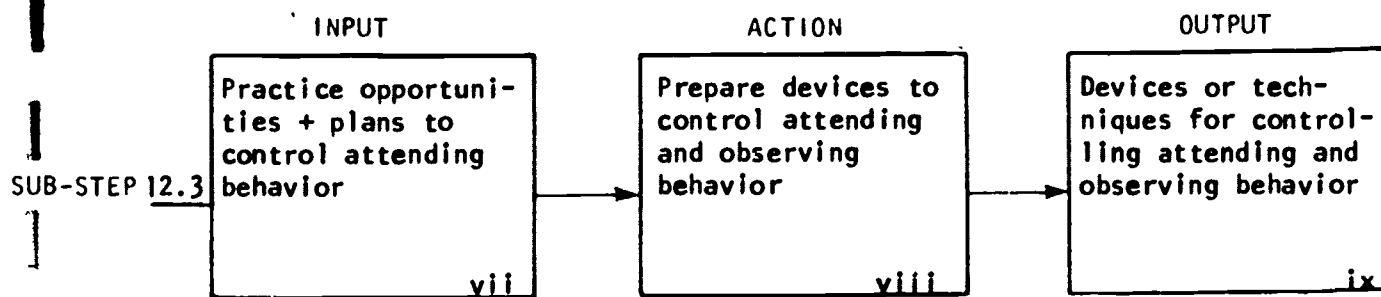 INPUT
ACTION
OUTPUT
Practice opportuni-
ties + plans to
control attending
behavior
vii
Prepare devices to
control attending
and observing
behavior
viii
Devices or tech-
niques for control-
ling attending and
observing behavior
ix
SUB-STEP 12.3